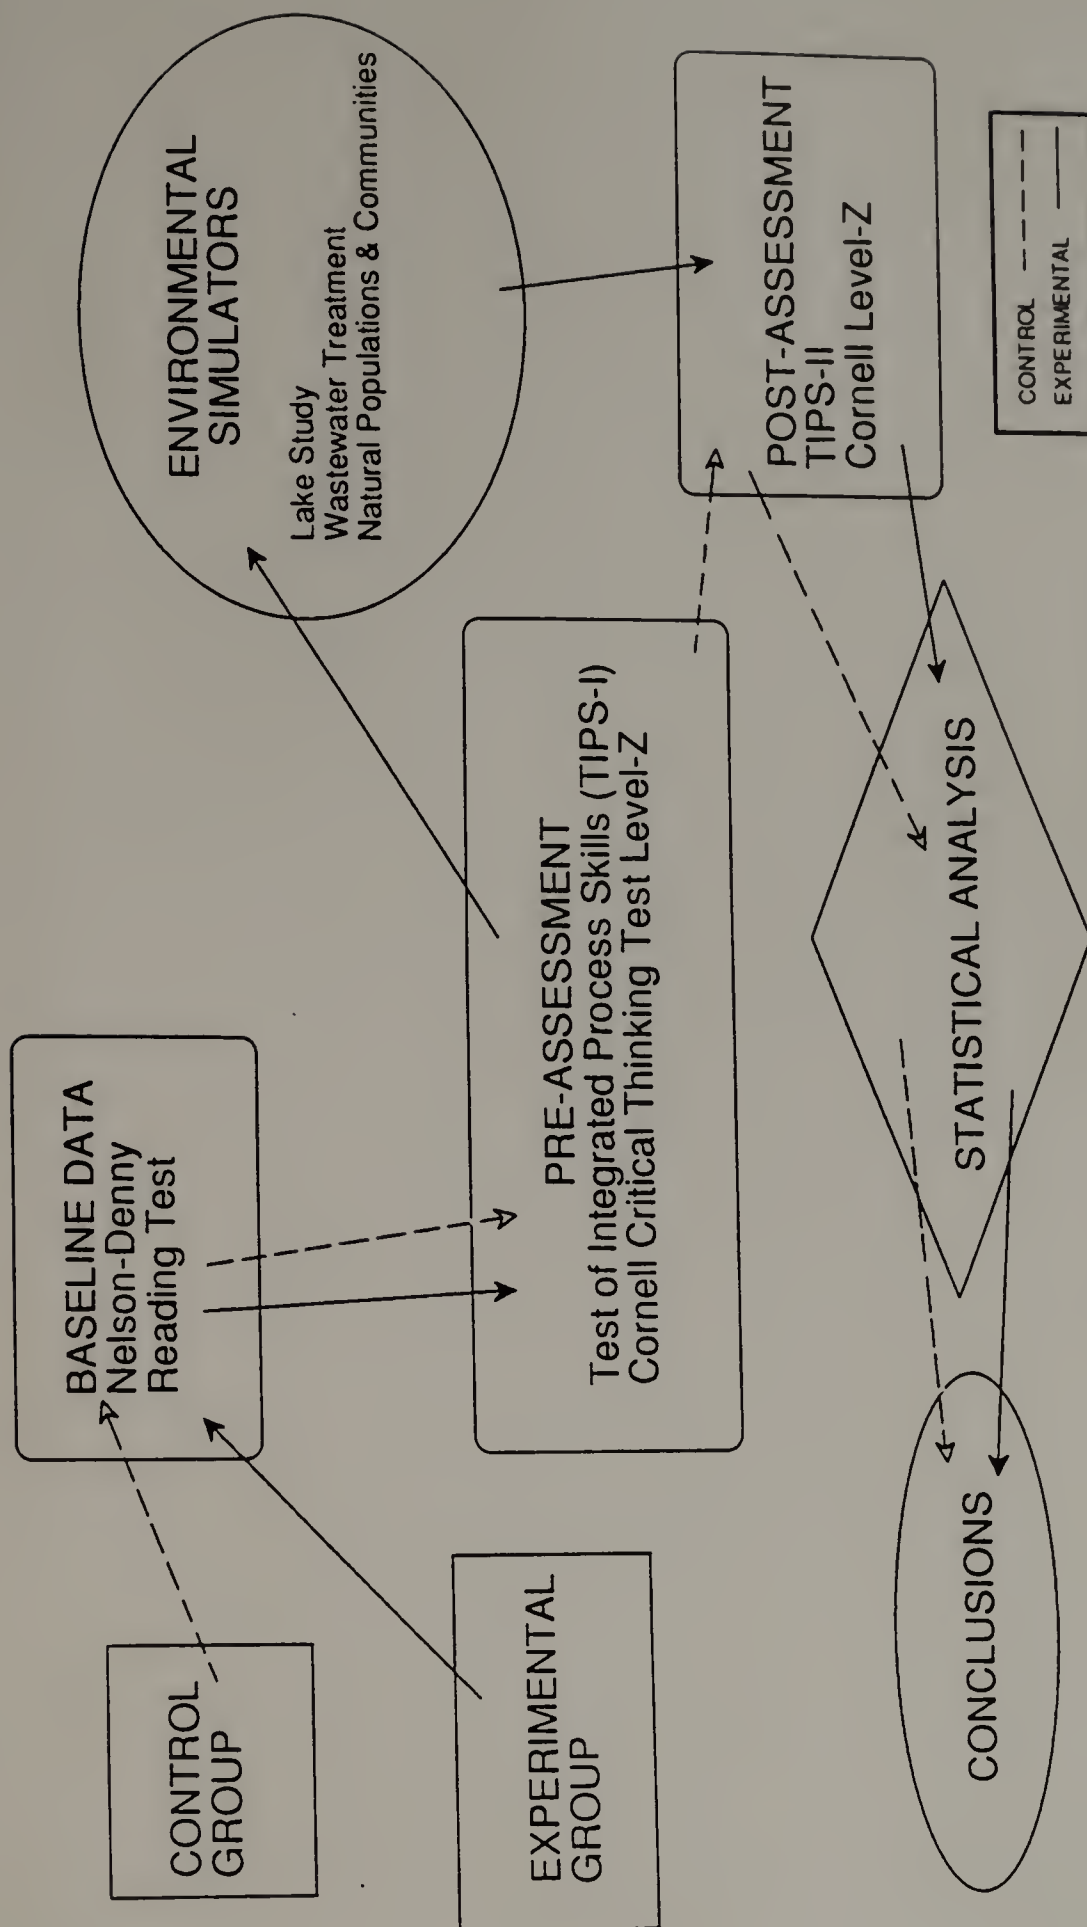 CONTROL
GROUP
EXPERIMENTAL
GROUP
BASELINE DATA
Nelson-Denny
Reading Test
PRE-ASSESSMENT
Test of Integrated Process Skills (TIPS-I)
Cornell Critical Thinking Test Level-Z
ENVIRONMENTAL
SIMULATORS
Lake Study
Wastewater Treatment
Natural Populations & Communities
POST-ASSESSMENT
TIPS-II
Cornell Level-Z
STATISTICAL ANALYSIS
CONCLUSIONS
CONTROL
EXPERIMENTAL